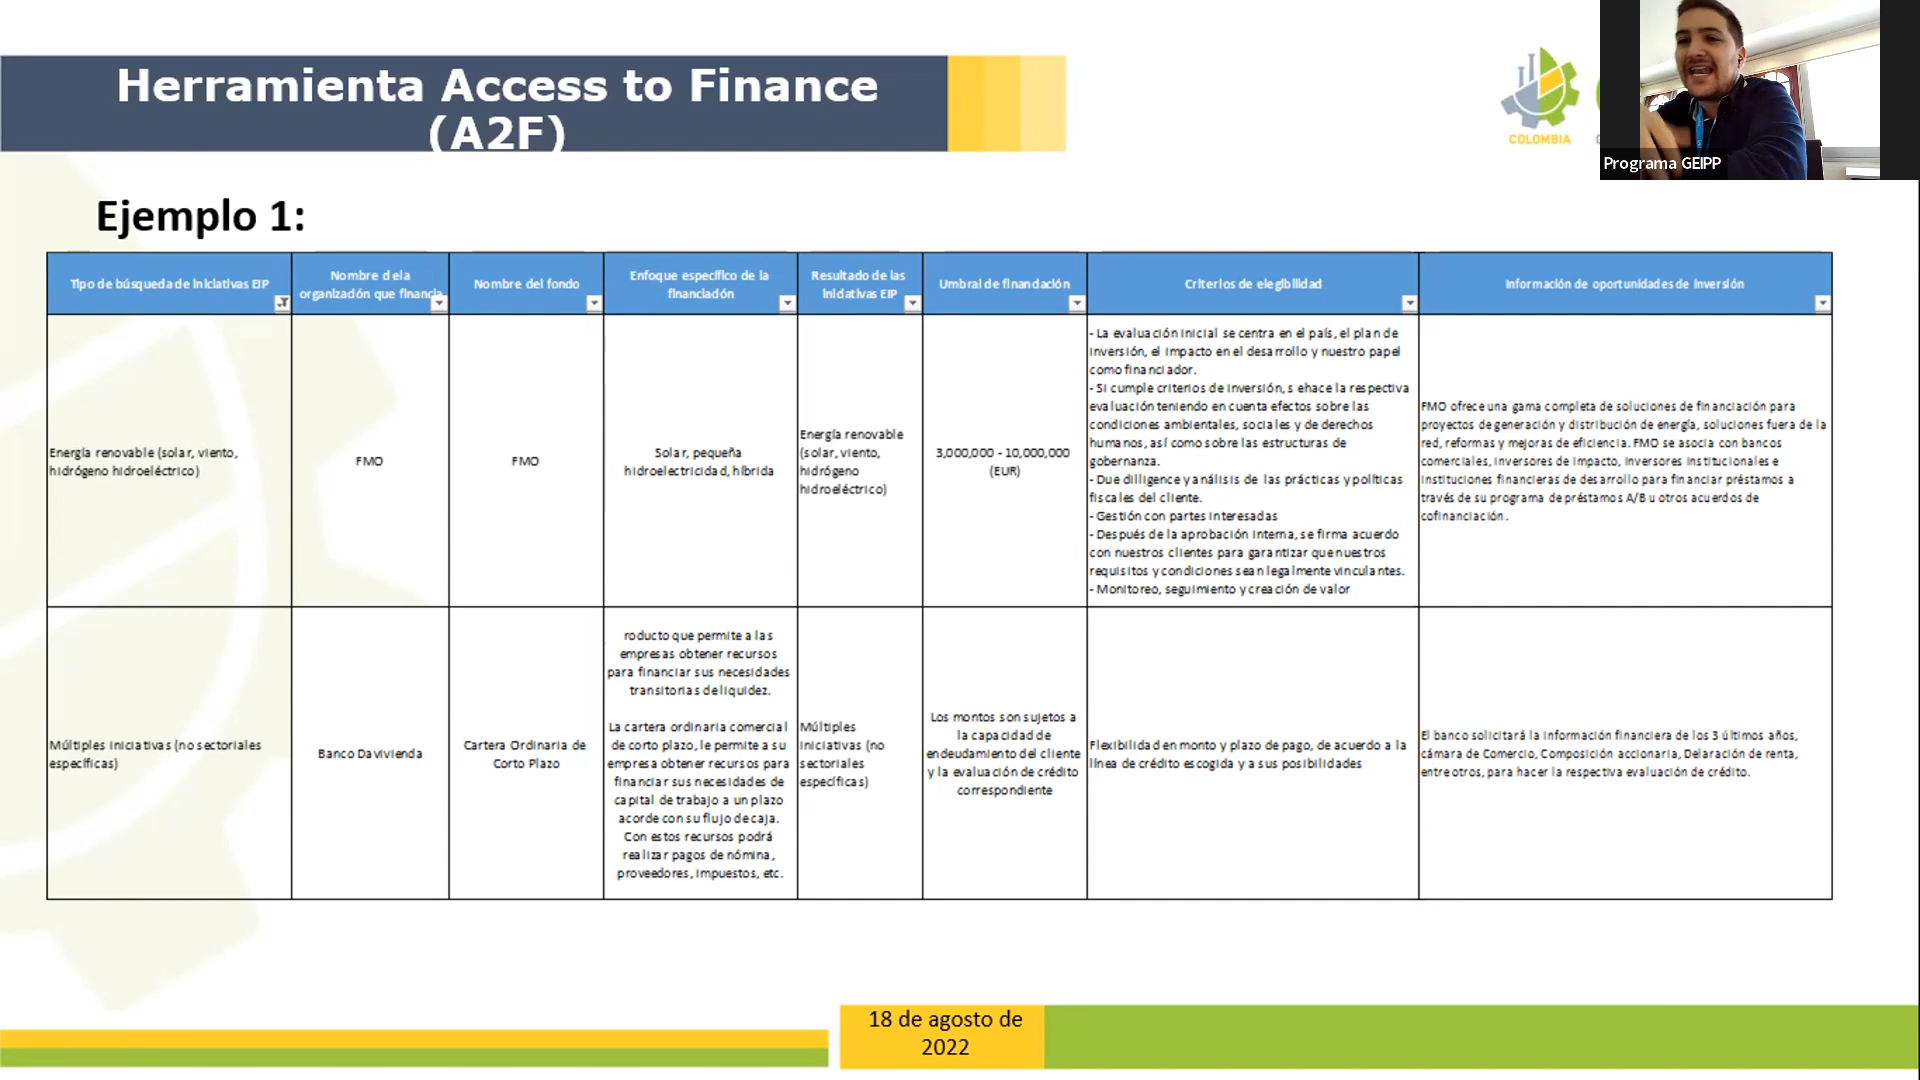 Herramienta Access to Finance
(A2F)
COLOMBIA
Programa GEIPP
Ejemplo 1:
Tipo de búsqueda de iniciativas EIP
Nombre d ela
organización que financia
Nombre del fondo
Enfoque específico de la
financiación
Resultado de las
iniciativas EIP
Umbral de financiación
Criterios de elegibilidad
Información de oportunidades de inversión
Energía renovable (solar, viento,
hidrógeno hidroeléctrico)
FMO
FMO
Solar, pequeña
hidroelectricidad, híbrida
Energía renovable
(solar, viento,
hidrógeno
hidroeléctrico)
3,000,000 - 10,000,000
(EUR)
- La evaluación inicial se centra en el país, el plan de
inversión, el impacto en el desarrollo y nuestro papel
como financiador.
- Si cumple criterios de inversión, s ehace la respectiva
evaluación teniendo en cuenta efectos sobre las
condiciones ambientales, sociales y de derechos
humanos, así como sobre las estructuras de
gobernanza.
- Due dilligence y análisis de las prácticas y políticas
fiscales del cliente.
- Gestión con partes interesadas
- Después de la aprobación interna, se firma acuerdo
con nuestros clientes para garantizar que nuestros
requisitos y condiciones sean legalmente vinculantes.
- Monitoreo, seguimiento y creación de valor
FMO ofrece una gama completa de soluciones de financiación para
proyectos de generación y distribución de energía, soluciones fuera de la
red, reformas y mejoras de eficiencia. FMO se asocia con bancos
comerciales, inversores de impacto, inversores institucionales e
instituciones financieras de desarrollo para financiar préstamos a
través de su programa de préstamos A/B u otros acuerdos de
cofinanciación.
Múltiples iniciativas (no sectoriales
específicas)
Banco Davivienda
Cartera Ordinaria de
Corto Plazo
roducto que permite a las
empresas obtener recursos
para financiar sus necesidades
transitorias de liquidez.
La cartera ordinaria comercial
de corto plazo, le permite a su
empresa obtener recursos para
financiar sus necesidades de
capital de trabajo a un plazo
acorde con su flujo de caja.
Con estos recursos podrá
realizar pagos de nómina,
proveedores, impuestos, etc.
Múltiples
iniciativas (no
sectoriales
específicas)
Los montos son sujetos a
la capacidad de
endeudamiento del cliente
y la evaluación de crédito
correspondiente
Flexibilidad en monto y plazo de pago, de acuerdo a la
línea de crédito escogida y a sus posibilidades
El banco solicitará la información financiera de los 3 últimos años,
cámara de Comercio, Composición accionaria, Delaración de renta,
entre otros, para hacer la respectiva evaluación de crédito.
18 de agosto de
2022